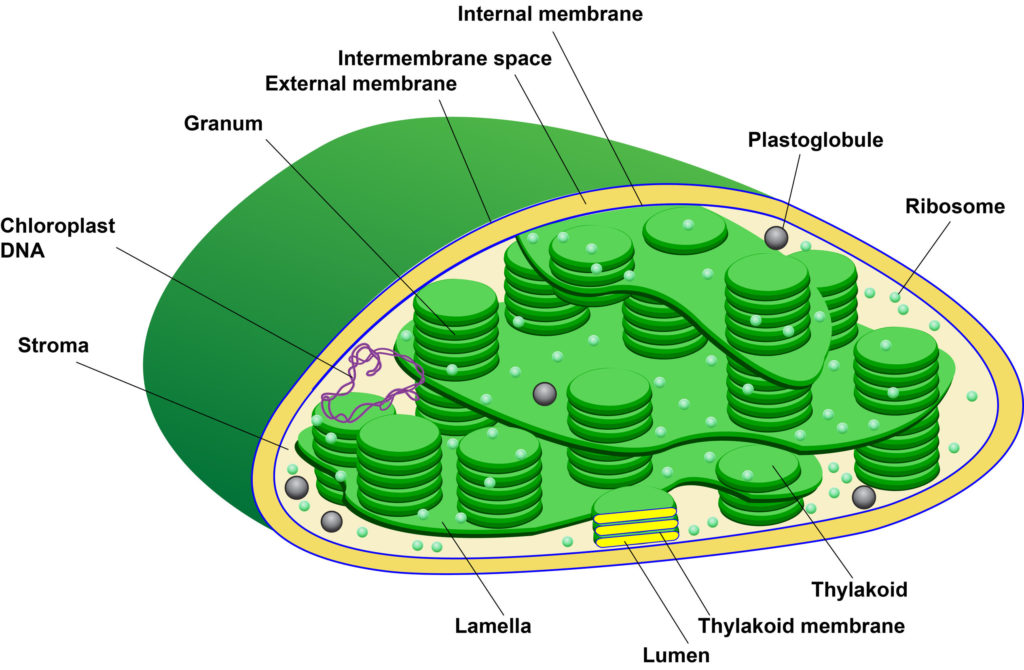 Internal membrane
Intermembrane space
External membrane
Granum
Plastoglobule
Ribosome
Chloroplast
DNA
Stroma
Thylakoid
Lamella
Thylakoid membrane
Lumen